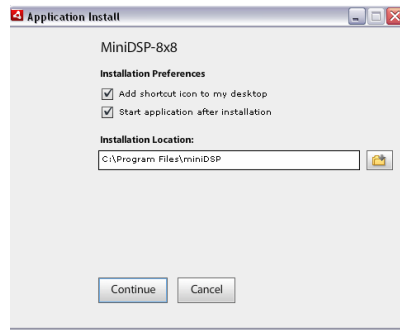 Application Install
MiniDSP-8x8
Installation Preferences
Add shortcut icon to my desktop
Start application after installation
Installation Location:
C:\Program Files\miniDSP
Continue Cancel